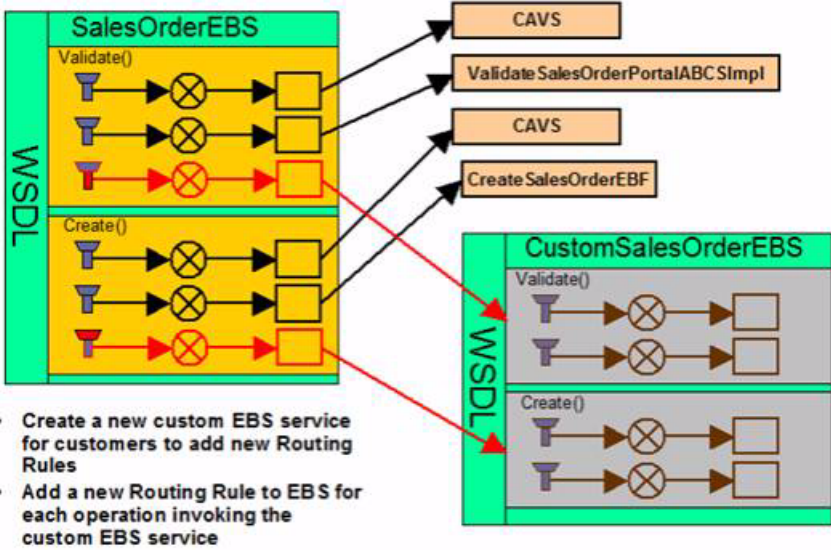 SalesOrderEBS
WSDL
Validate()
Create()
CAVS
ValidateSalesOrderPortalABCSImpl
CAVS
CreateSalesOrderEBF
CustomSalesOrderEBS
WSDL
Validate()
Create()
• Create a new custom EBS service
for customers to add new Routing
Rules
• Add a new Routing Rule to EBS for
each operation invoking the
custom EBS service